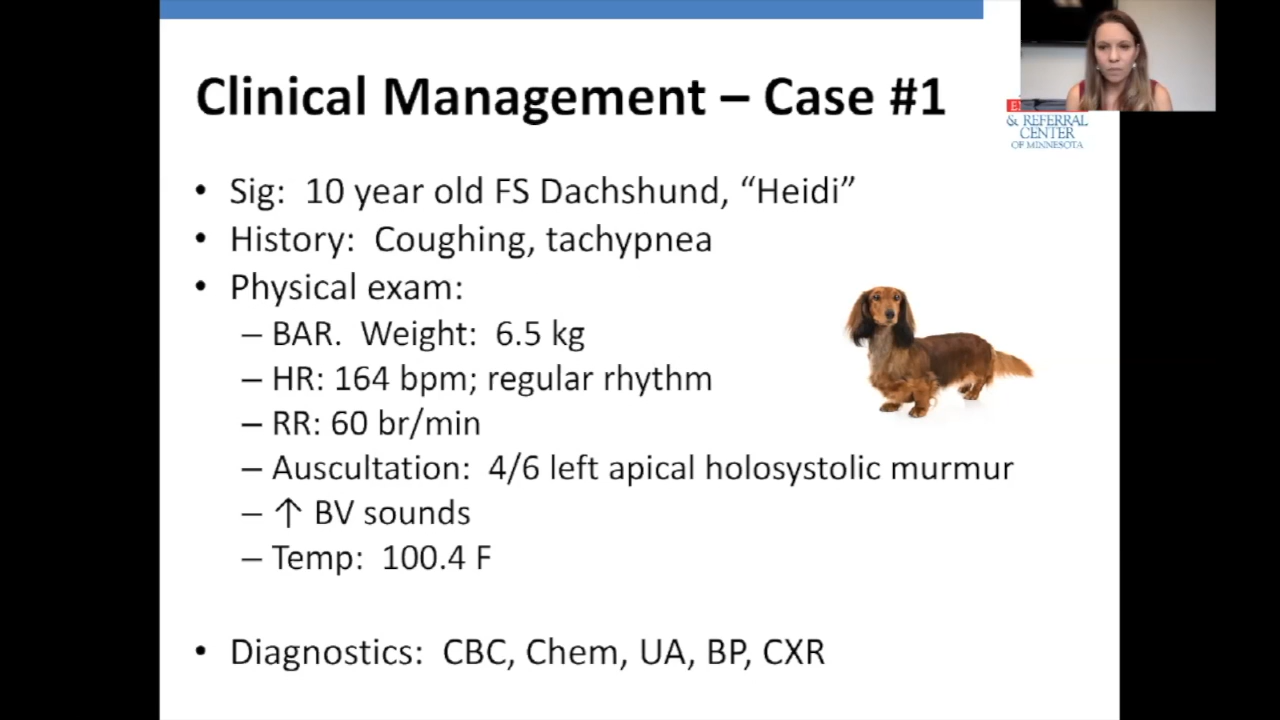 Clinical Management – Case #1
• Sig: 10 year old FS Dachshund, “Heidi”
• History: Coughing, tachypnea
• Physical exam:
– BAR. Weight: 6.5 kg
– HR: 164 bpm; regular rhythm
– RR: 60 br/min
– Auscultation: 4/6 left apical holosystolic murmur
– ↑ BV sounds
– Temp: 100.4 F
• Diagnostics: CBC, Chem, UA, BP, CXR
& REFERRAL
CENTER
OF MINNESOTA